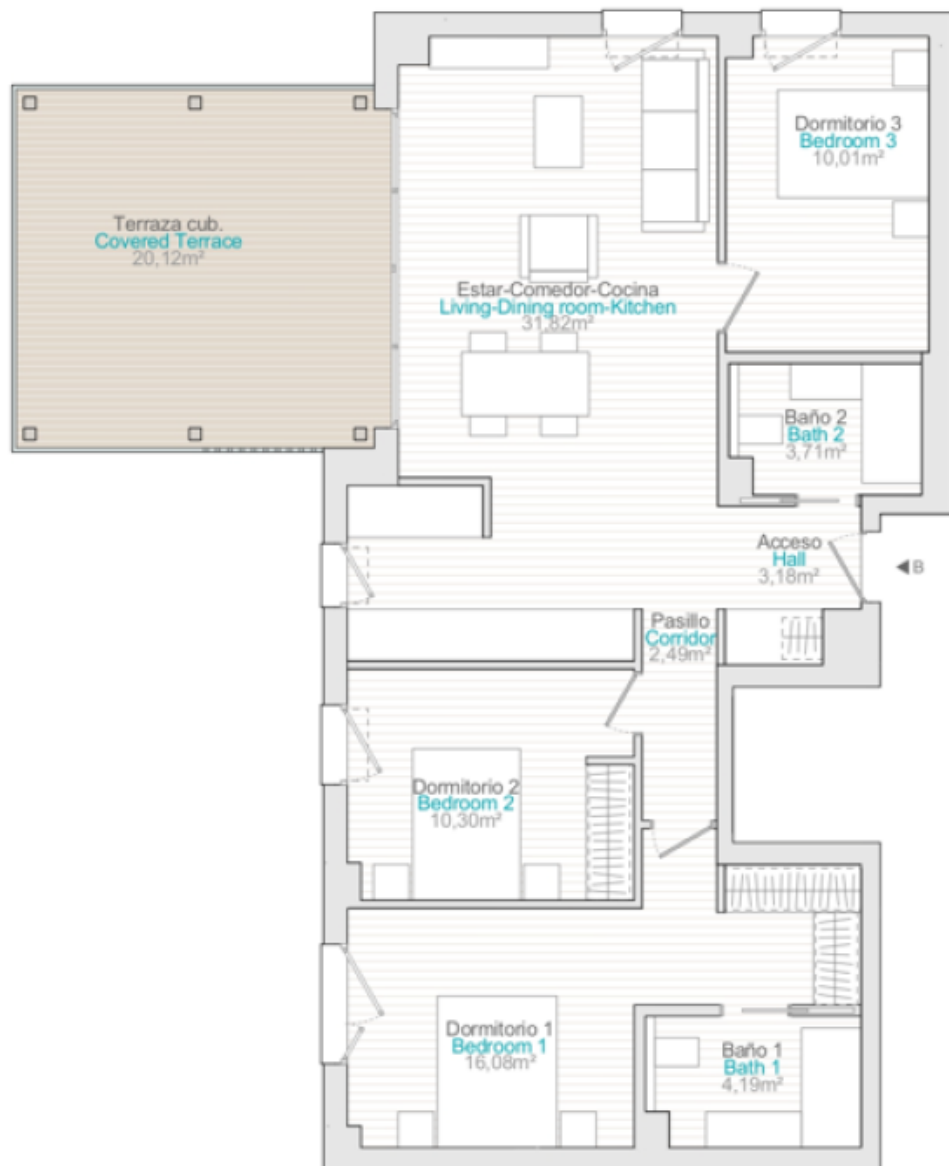 Dormitorio 3
Bedroom 3
10,01m²
Terraza cub.
Covered Terrace
20,12m²
Estar-Comedor-Cocina
Living-Dining room-Kitchen
31,82m²
Baño 2
Bath 2
3,71m²
Acceso
Hall
3,18m²
B
Pasillo
Corridor
2,49m²
Dormitorio 2
Bedroom 2
10,30m²
Dormitorio 1
Bedroom 1
16,08m²
Baño 1
Bath 1
4,19m²